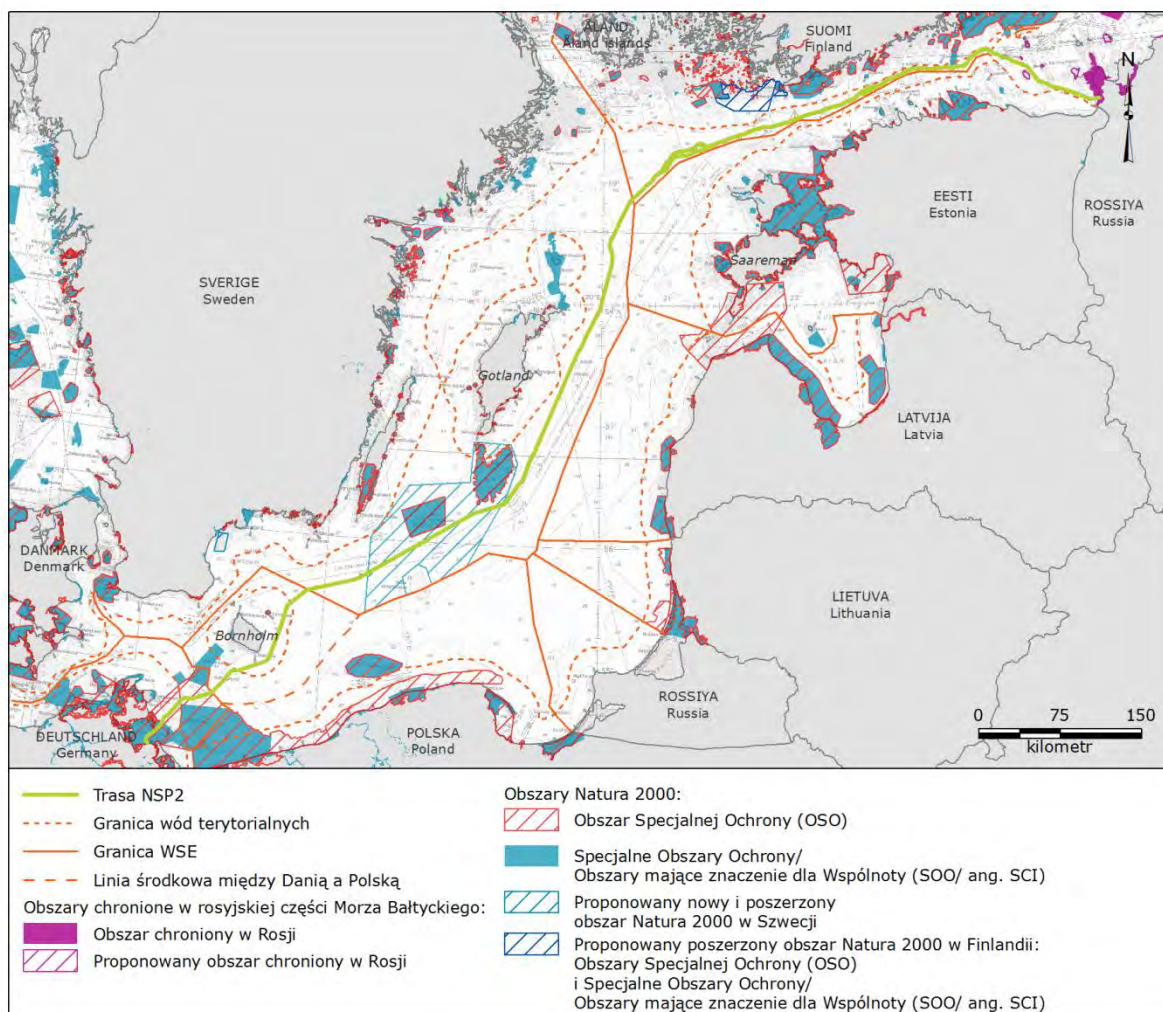 ÅLAND
Åland islands
SUOMI
Finland
N
EESTI
Estonia
ROSSIYA
Russia
SVERIGE
Sweden
Saaremaa
Gotland
LATVIJA
Latvia
DANMARK
Denmark
LIETUVA
Lithuania
Bornholm
ROSSIYA
Russia
DEUTSCHLAND
Germany
POLSKA
Poland
0 75 150
kilometr
Trasa NSP2
Granica wód terytorialnych
Granica WSE
Linia środkowa między Danią a Polską
Obszary chronione w rosyjskiej części Morza Bałtyckiego:
Obszar chroniony w Rosji
Proponowany obszar chroniony w Rosji
Obszary Natura 2000:
Obszar Specjalnej Ochrony (OSO)
Specjalne Obszary Ochrony/
Obszary mające znaczenie dla Wspólnoty (SOO/ ang. SCI)
Proponowany nowy i poszerzony
obszar Natura 2000 w Szwecji
Proponowany poszerzony obszar Natura 2000 w Finlandii:
Obszary Specjalnej Ochrony (OSO)
i Specjalne Obszary Ochrony/
Obszary mające znaczenie dla Wspólnoty (SOO/ ang. SCI)